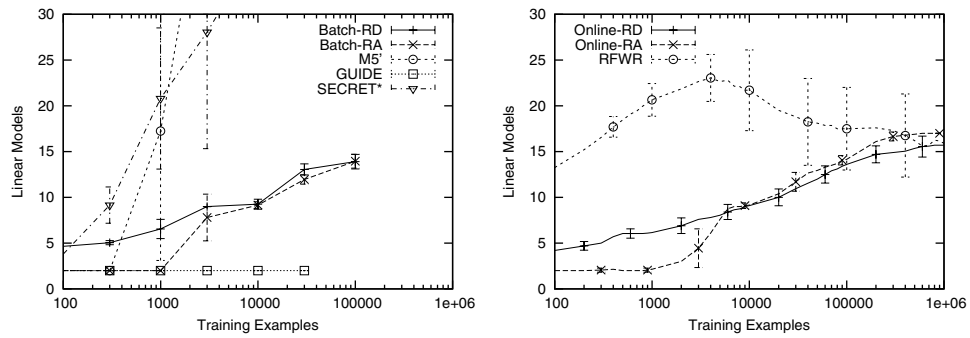 30
25
20
15
10
5
0
Linear Models
100
1000
10000
100000
1e+06
Training Examples
Batch-RD
Batch-RA
M5'
GUIDE
SECRET*
30
25
20
15
10
5
0
Linear Models
100
1000
10000
100000
1e+06
Training Examples
Online-RD
Online-RA
RFWR